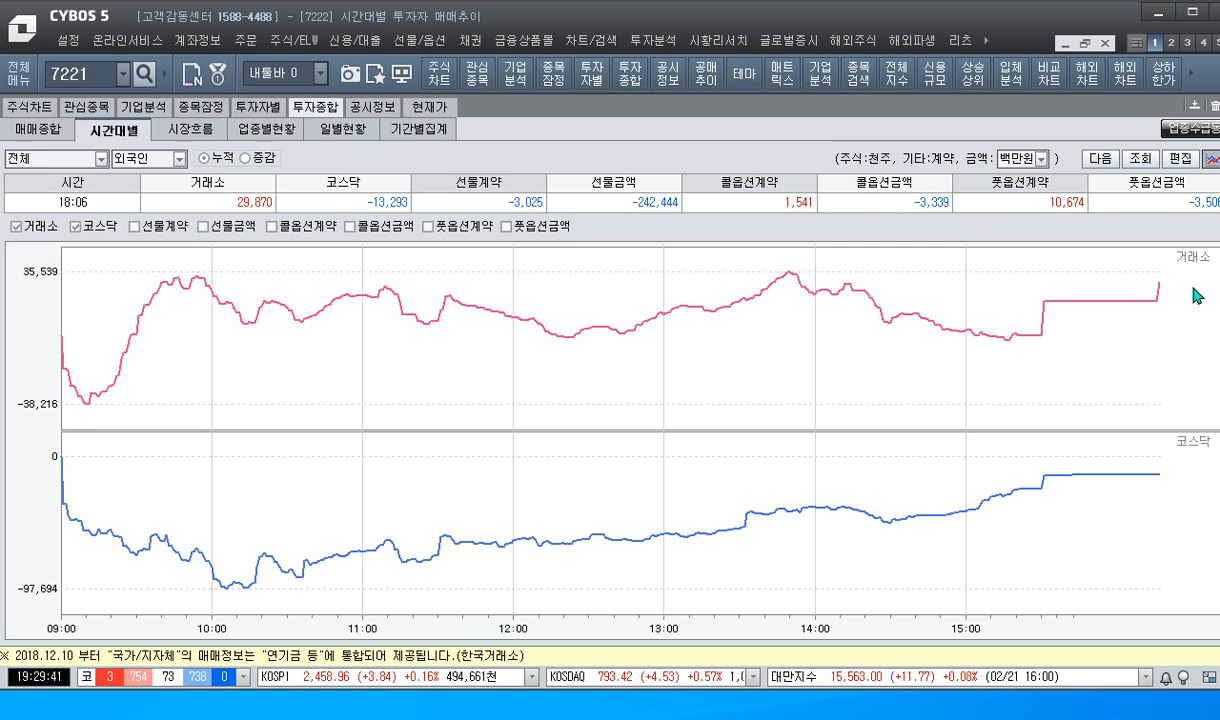 CYBOS 5 [고객감동센터 1588-4488] - [7222] 시간대별 투자자 매매추이
설정 온라인서비스 계좌정보 주문 주식/ELW 신용/대출 선물/옵션 채권 금융상품몰 차트/검색 투자분석 시황리서치 글로벌증시 해외주식 해외파생 리츠 1 2 3 4
전체메뉴 7221 내툴바 0 주식차트 관심종목 기업분석 종목잠정 투자자별 투자종합 공시정보 공매추이 테마 매트릭스 기업분석 종목검색 전체지수 신용규모 상승상위 입체분석 비교차트 해외차트 해외차트 상하한가
주식차트 관심종목 기업분석 종목잠정 투자자별 투자종합 공시정보 현재가
매매종합 시간대별 시장흐름 업종별현황 일별현황 기간별집계 업종수급동
전체 외국인 누적 증감 (주식:천주, 기타:계약, 금액: 백만원 ) 다음 조회 편집
시간 거래소 코스닥 선물계약 선물금액 콜옵션계약 콜옵션금액 풋옵션계약 풋옵션금액
18:06 29,870 -13,293 -3,025 -242,444 1,541 -3,339 10,674 -3,506
거래소 코스닥 선물계약 선물금액 콜옵션계약 콜옵션금액 풋옵션계약 풋옵션금액
거래소
35,539
-38,216
코스닥
0
-97,694
09:00 10:00 11:00 12:00 13:00 14:00 15:00
※ 2018.12.10 부터 "국가/지자체"의 매매정보는 "연기금 등"에 통합되어 제공됩니다.(한국거래소)
19:29:41 코 3 754 73 738 0 KOSPI 2,458.96 (+3.84) +0.16% 494,661천 KOSDAQ 793.42 (+4.53) +0.57% 대만지수 15,563.00 (+11.77) +0.08% (02/21 16:00)